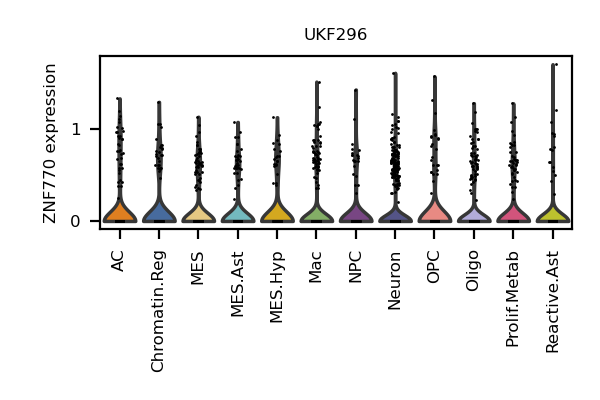 UKF296
ZNF770 expression
1
0
AC
Chromatin.Reg
MES
MES.Ast
MES.Hyp
Mac
NPC
Neuron
OPC
Oligo
Prolif.Metab
Reactive.Ast